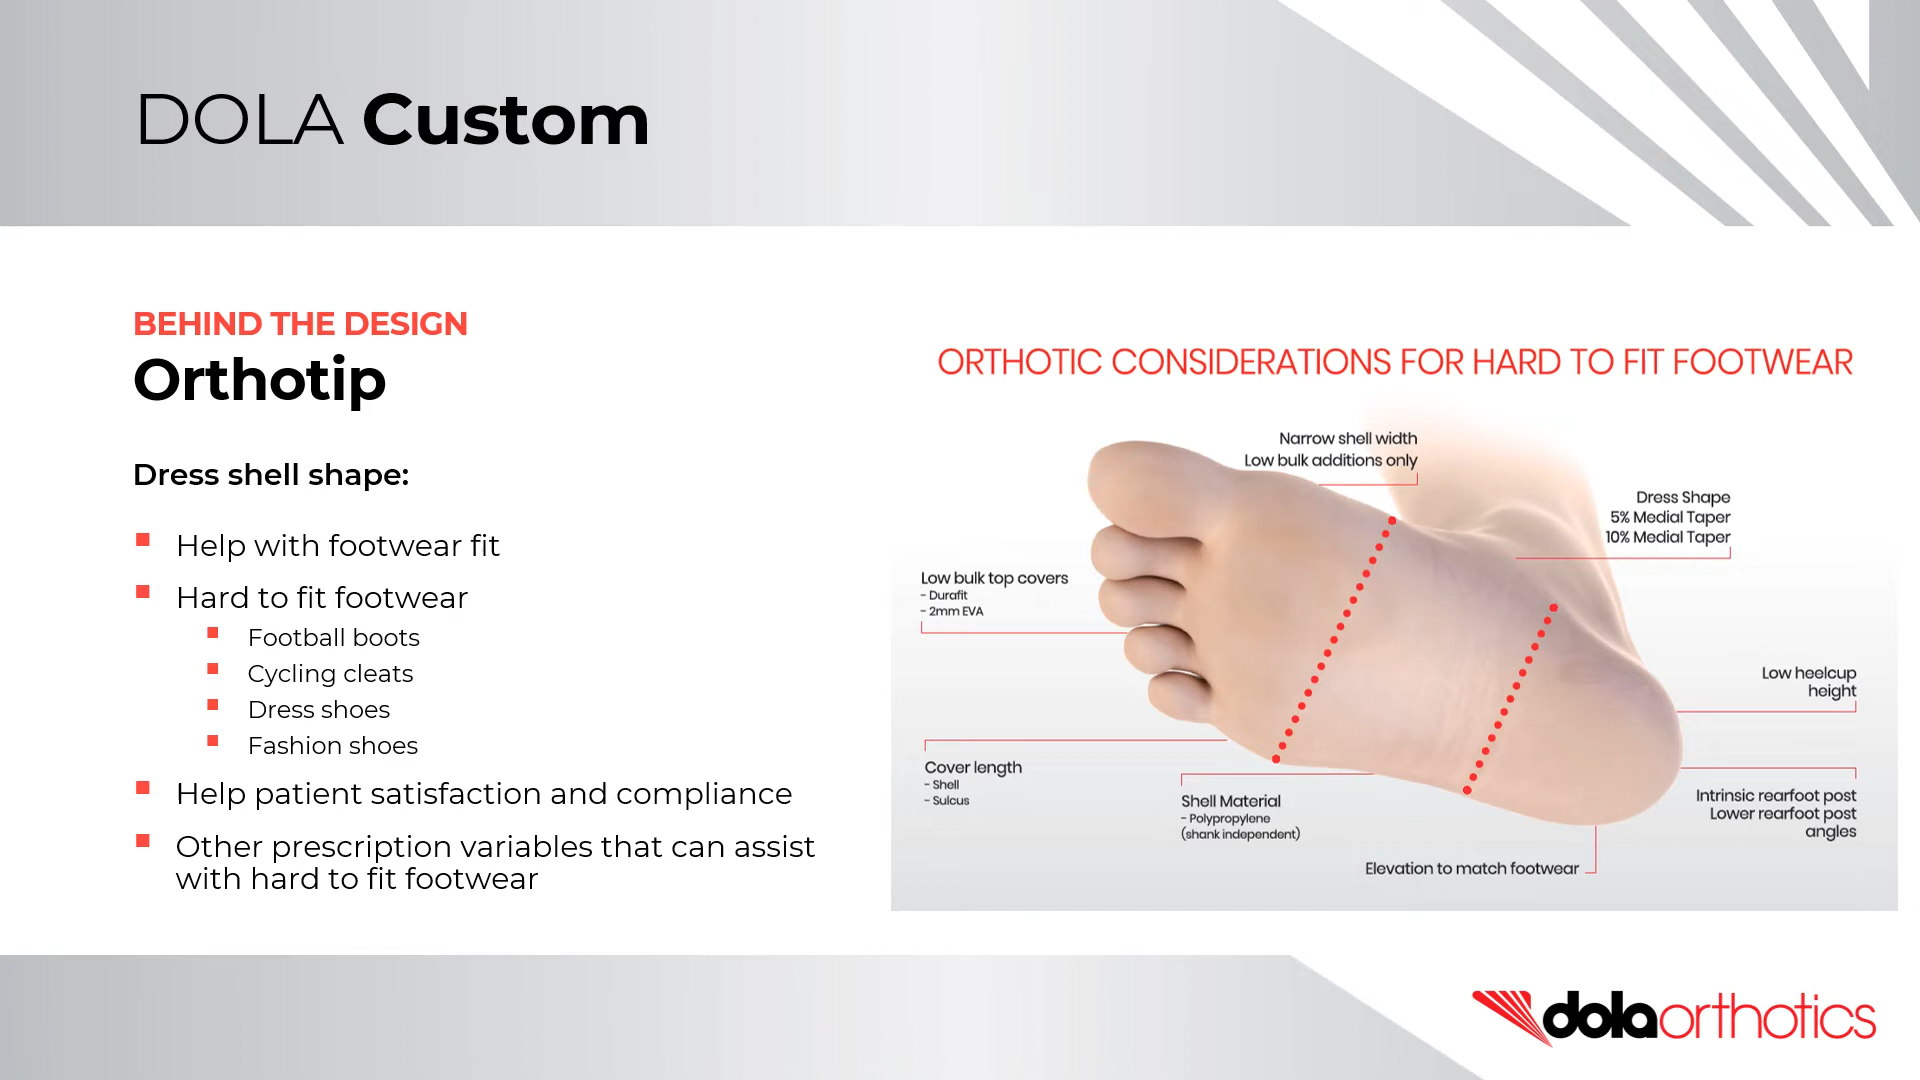 DOLA Custom
BEHIND THE DESIGN
Orthotip
Dress shell shape:
Help with footwear fit
Hard to fit footwear
Football boots
Cycling cleats
Dress shoes
Fashion shoes
Help patient satisfaction and compliance
Other prescription variables that can assist
with hard to fit footwear
ORTHOTIC CONSIDERATIONS FOR HARD TO FIT FOOTWEAR
Narrow shell width
Low bulk additions only
Dress Shape
5% Medial Taper
10% Medial Taper
Low bulk top covers
- Durafit
- 2mm EVA
Low heelcup
height
Cover length
- Shell
- Sulcus
Shell Material
- Polypropylene
(shank independent)
Intrinsic rearfoot post
Lower rearfoot post
angles
Elevation to match footwear
dolaorthotics